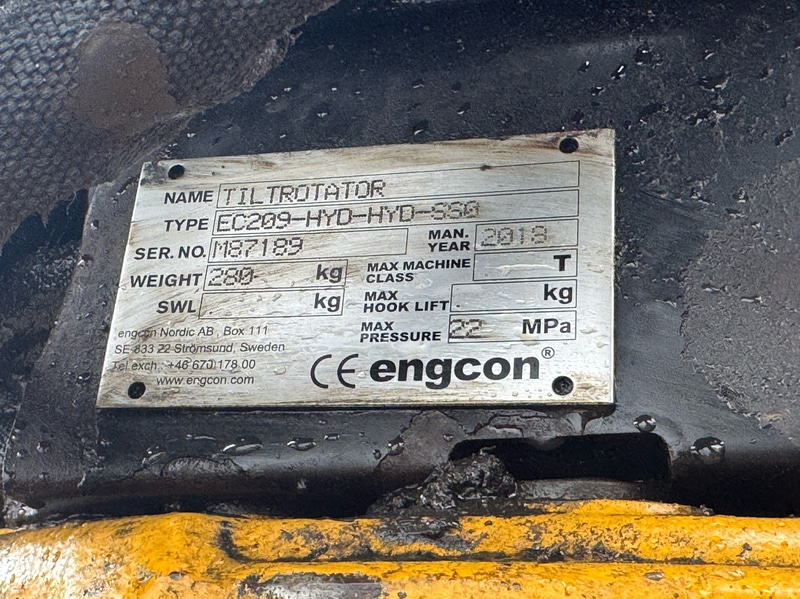 NAME TILTROTATOR
TYPE EC209-HYD-HYD-SS0
SER. NO. M87189 MAN. YEAR 2018
WEIGHT 280 kg MAX MACHINE CLASS T
SWL . kg MAX HOOK LIFT . kg
MAX PRESSURE 22 MPa
engcon Nordic AB , Box 111
SE-833 22 Strömsund, Sweden
Tel.exch.: +46 670 178 00
www.engcon.com
CE engcon®